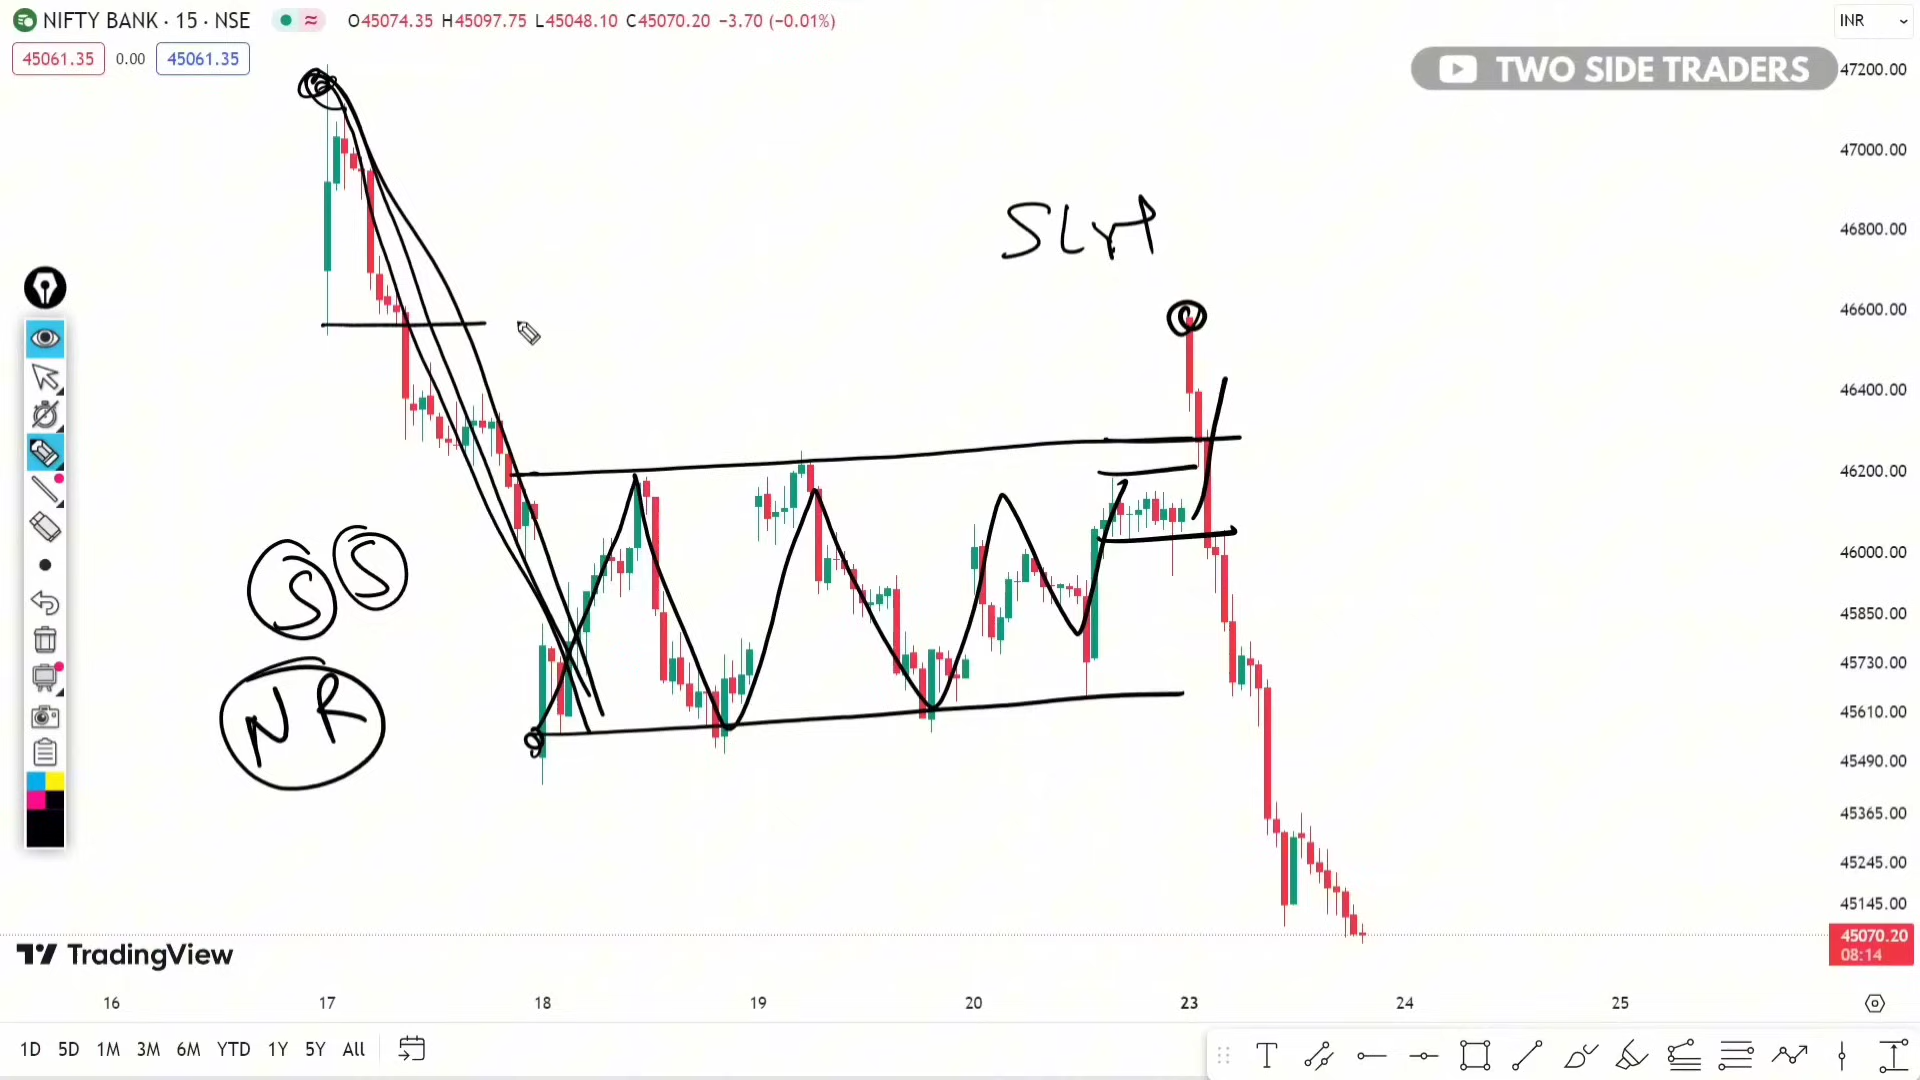 NIFTY BANK · 15 · NSE O45074.35 H45097.75 L45048.10 C45070.20 −3.70 (−0.01%)
INR
45061.35 0.00 45061.35
TWO SIDE TRADERS
47200.00
47000.00
46800.00
46600.00
46400.00
46200.00
46000.00
45850.00
45730.00
45610.00
45490.00
45365.00
45245.00
45145.00
45070.20
08:14
S S
NR
TradingView
16 17 18 19 20 23 24 25
1D 5D 1M 3M 6M YTD 1Y 5Y All